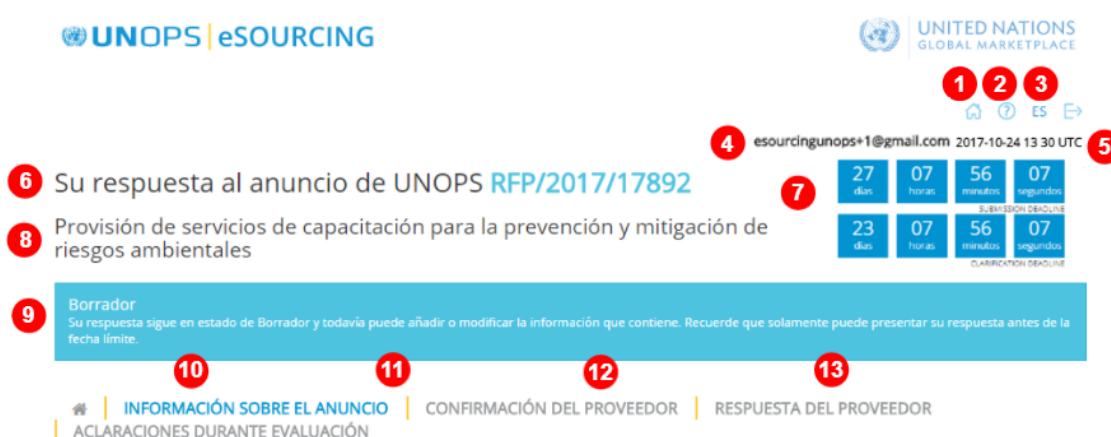 UNOPS eSOURCING
UNITED NATIONS
GLOBAL MARKETPLACE
1 2 3
? ES
4 esourcingunops+1@gmail.com 2017-10-24 13 30 UTC 5
6 Su respuesta al anuncio de UNOPS RFP/2017/17892
7
27 07 56 07
días horas minutos segundos
SUBMISSION DEADLINE
8 Provisión de servicios de capacitación para la prevención y mitigación de
riesgos ambientales
23 07 56 07
días horas minutos segundos
CLARIFICATION DEADLINE
9
Borrador
Su respuesta sigue en estado de Borrador y todavía puede añadir o modificar la información que contiene. Recuerde que solamente puede presentar su respuesta antes de la
fecha límite.
10 11 12 13
INFORMACIÓN SOBRE EL ANUNCIO CONFIRMACIÓN DEL PROVEEDOR RESPUESTA DEL PROVEEDOR
ACLARACIONES DURANTE EVALUACIÓN